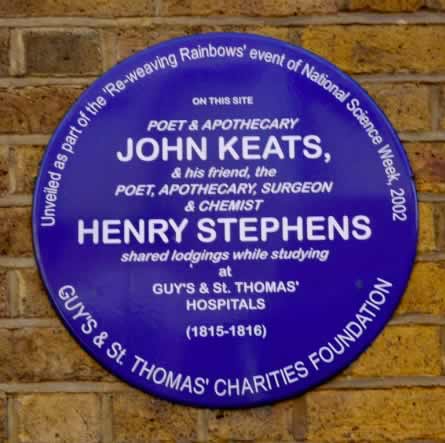 Unveiled as part of the 'Re-weaving Rainbows' event of National Science Week, 2002
ON THIS SITE
POET & APOTHECARY
JOHN KEATS,
& his friend, the
POET, APOTHECARY, SURGEON
& CHEMIST
HENRY STEPHENS
shared lodgings while studying
at
GUY'S & St. THOMAS'
HOSPITALS
(1815-1816)
GUY'S & St. THOMAS' CHARITIES FOUNDATION